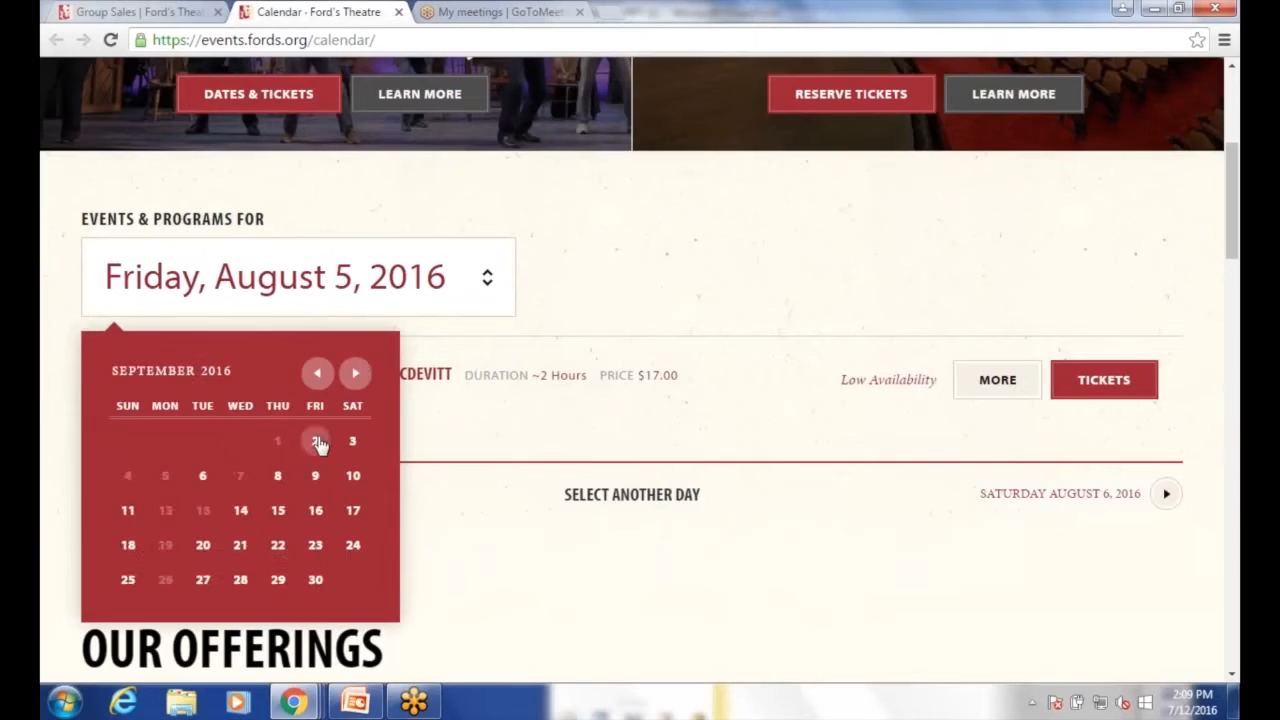 Group Sales | Ford's Theat
Calendar · Ford's Theatre
My meetings | GoToMeet
https://events.fords.org/calendar/
DATES & TICKETS
LEARN MORE
RESERVE TICKETS
LEARN MORE
EVENTS & PROGRAMS FOR
Friday, August 5, 2016
SEPTEMBER 2016
SUN MON TUE WED THU FRI SAT
1 2 3
4 5 6 7 8 9 10
11 12 13 14 15 16 17
18 19 20 21 22 23 24
25 26 27 28 29 30
CDEVITT DURATION ~2 Hours PRICE $17.00
Low Availability
MORE
TICKETS
SELECT ANOTHER DAY
SATURDAY AUGUST 6, 2016
OUR OFFERINGS
2:09 PM
7/12/2016